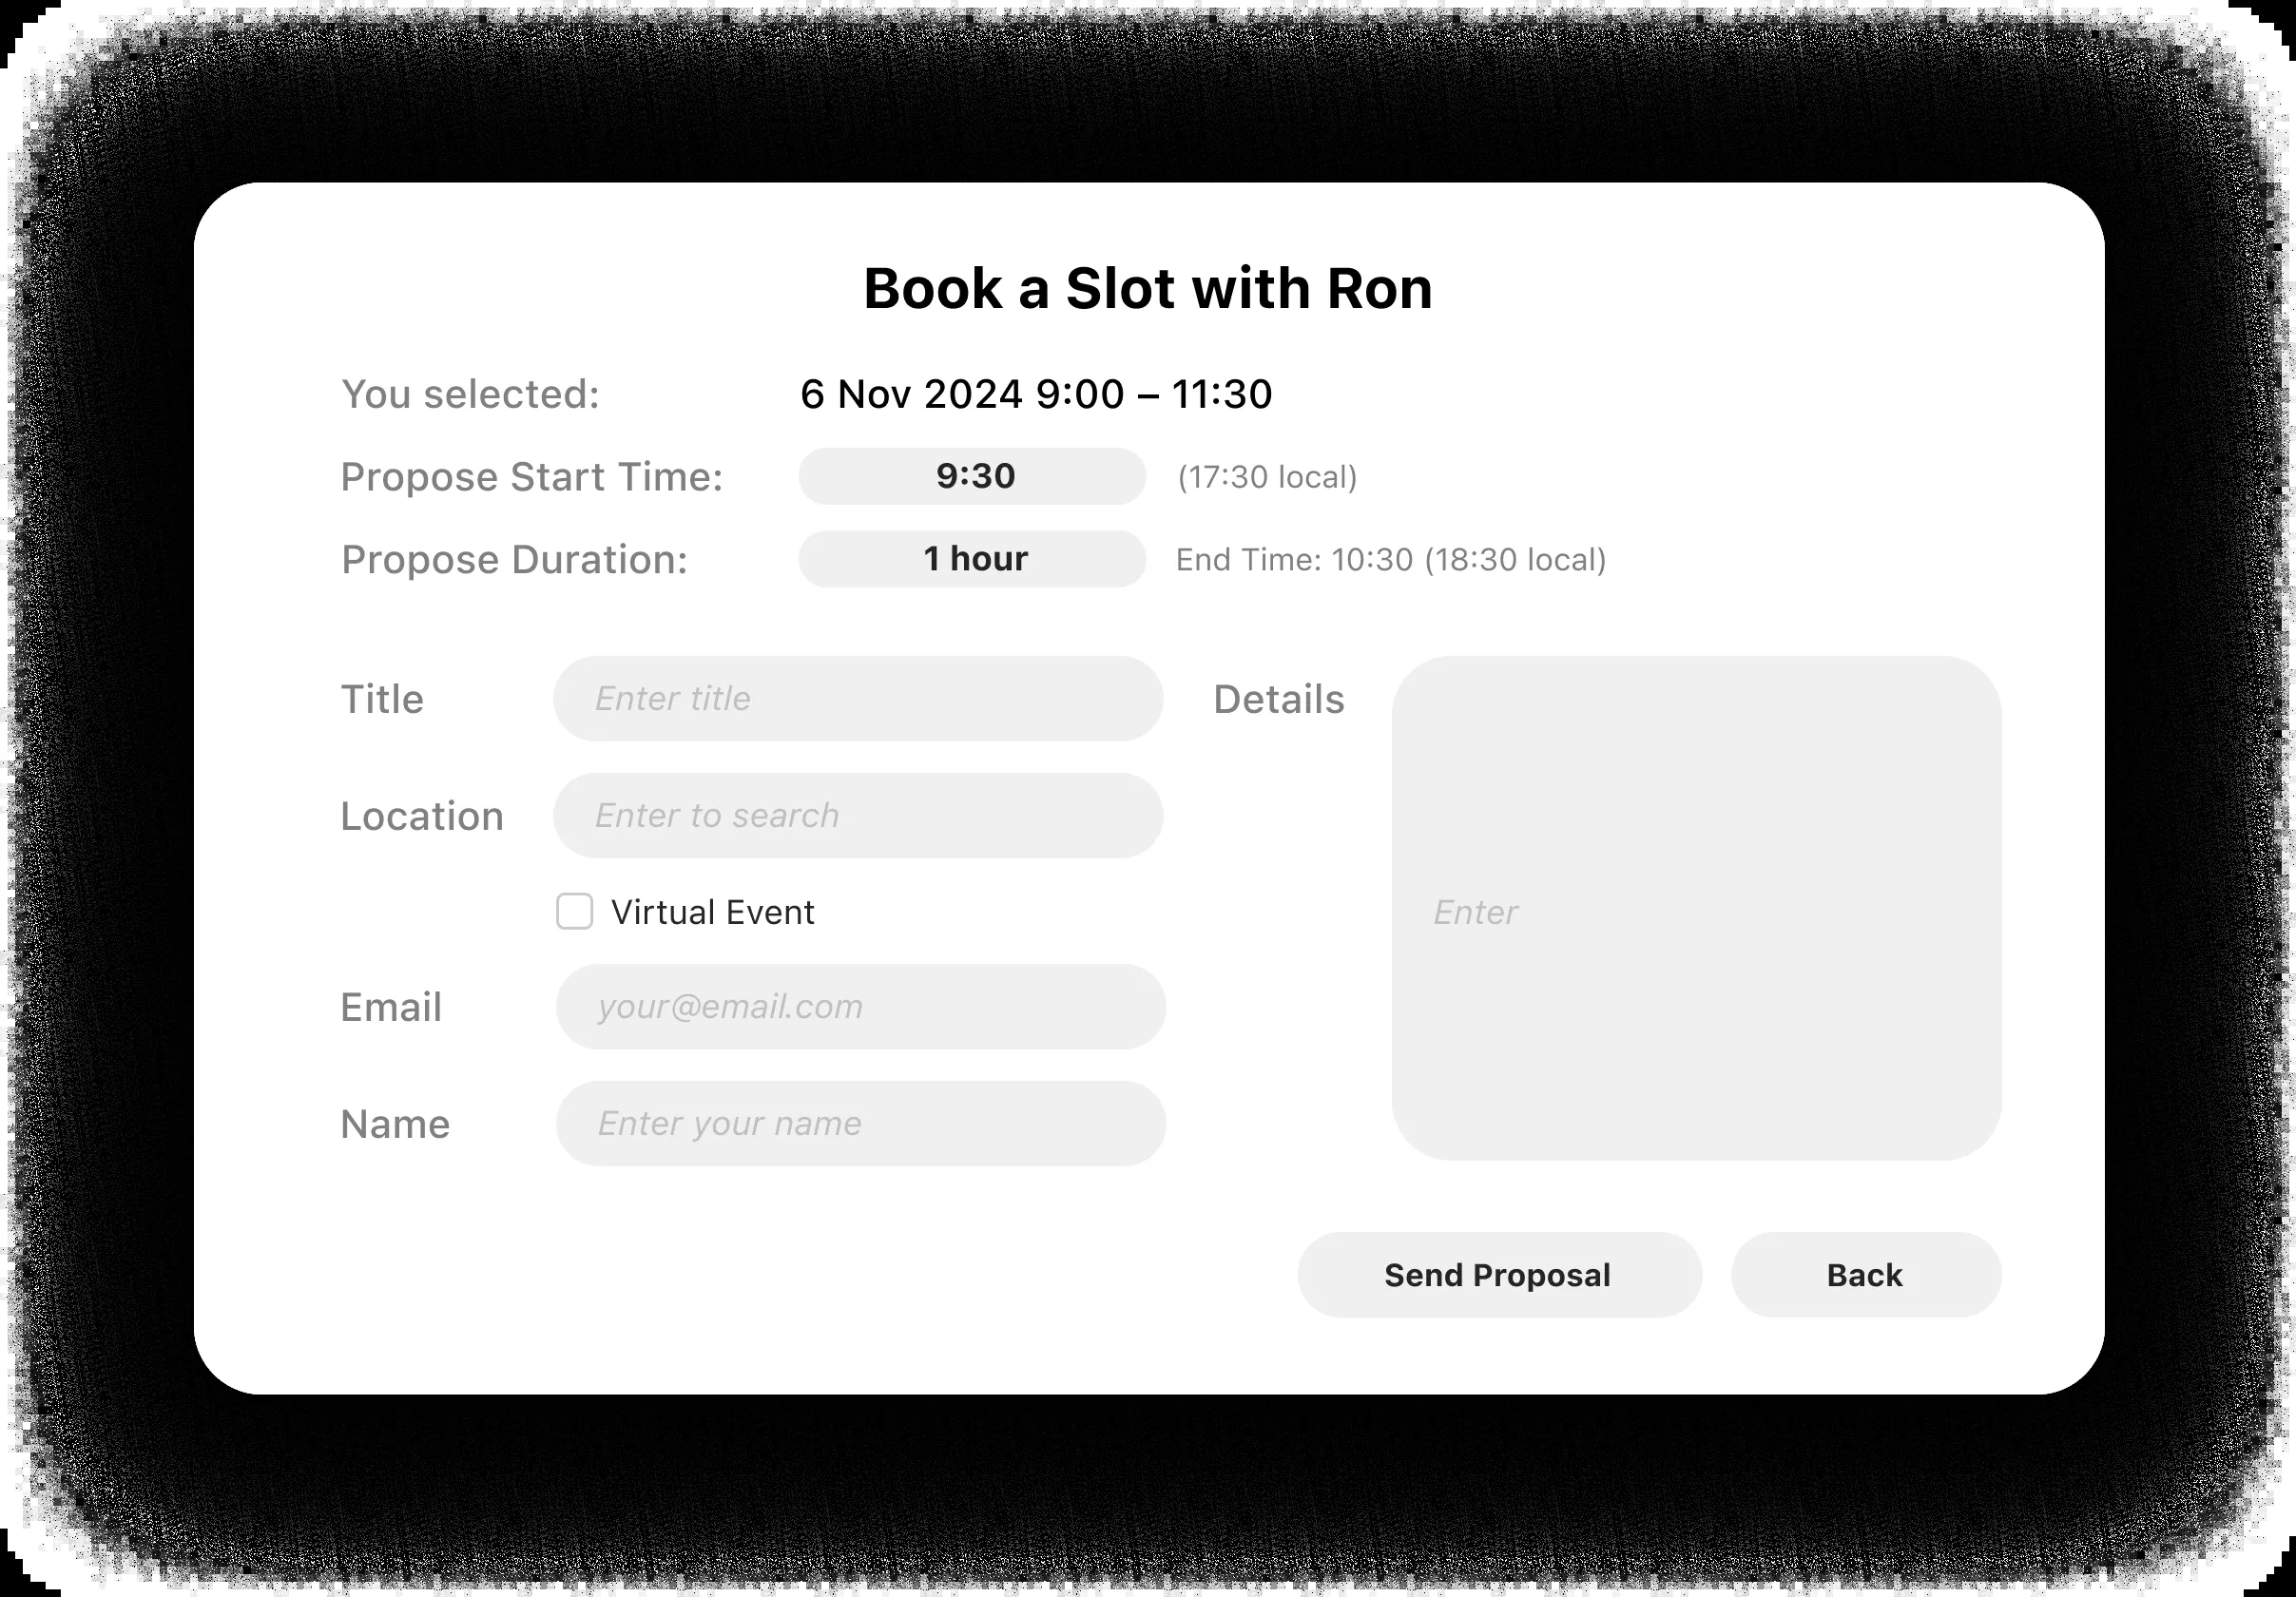 Book a Slot with Ron
You selected: 6 Nov 2024 9:00 – 11:30
Propose Start Time: 9:30 (17:30 local)
Propose Duration: 1 hour End Time: 10:30 (18:30 local)
Title Enter title
Location Enter to search
Virtual Event
Email your@email.com
Name Enter your name
Details
Enter
Send Proposal Back